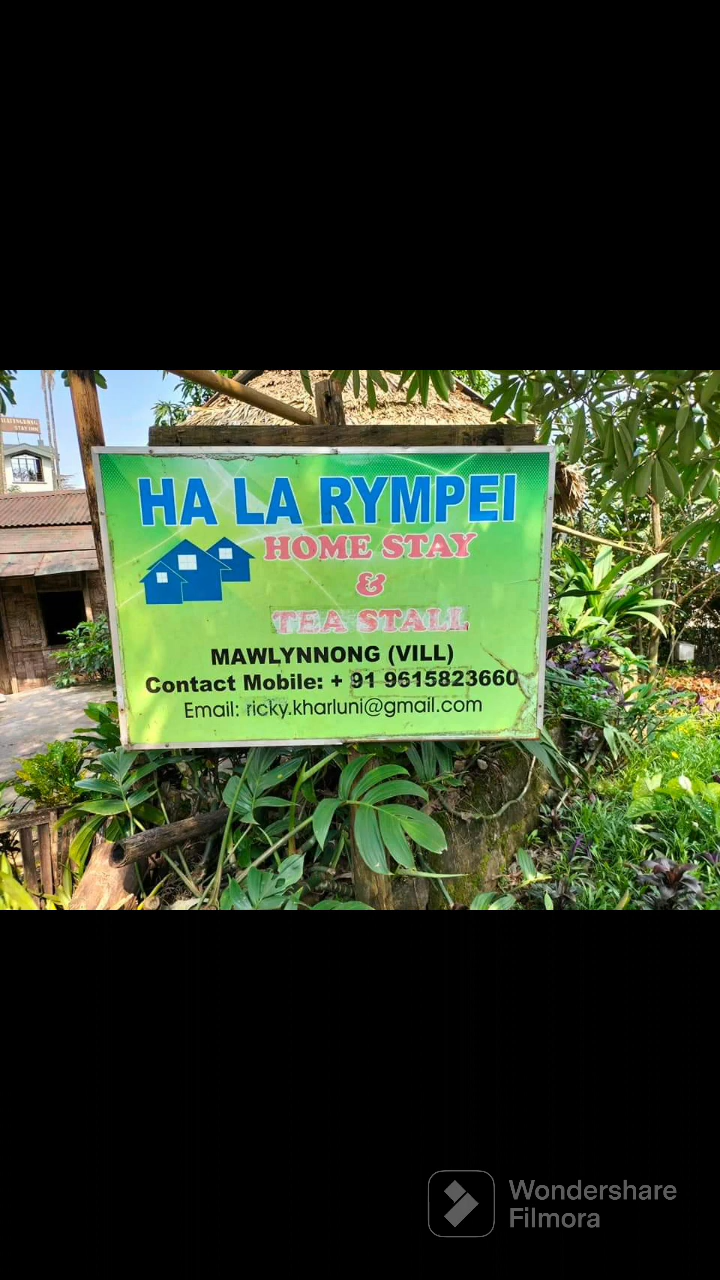 HA LA RYMPEI
HOME STAY
&
TEA STALL
MAWLYNNONG (VILL)
Contact Mobile: + 91 9615823660
Email: ricky.kharluni@gmail.com
Wondershare
Filmora